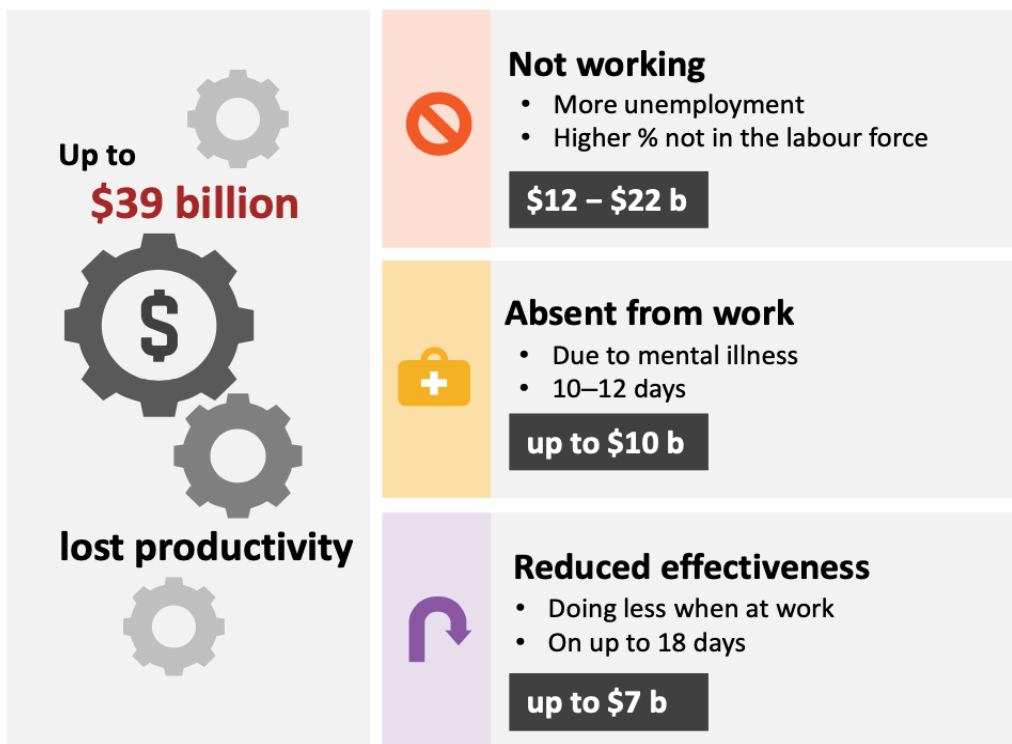 Up to
$39 billion
$
lost productivity
Not working
• More unemployment
• Higher % not in the labour force
$12 – $22 b
Absent from work
• Due to mental illness
• 10–12 days
up to $10 b
Reduced effectiveness
• Doing less when at work
• On up to 18 days
up to $7 b